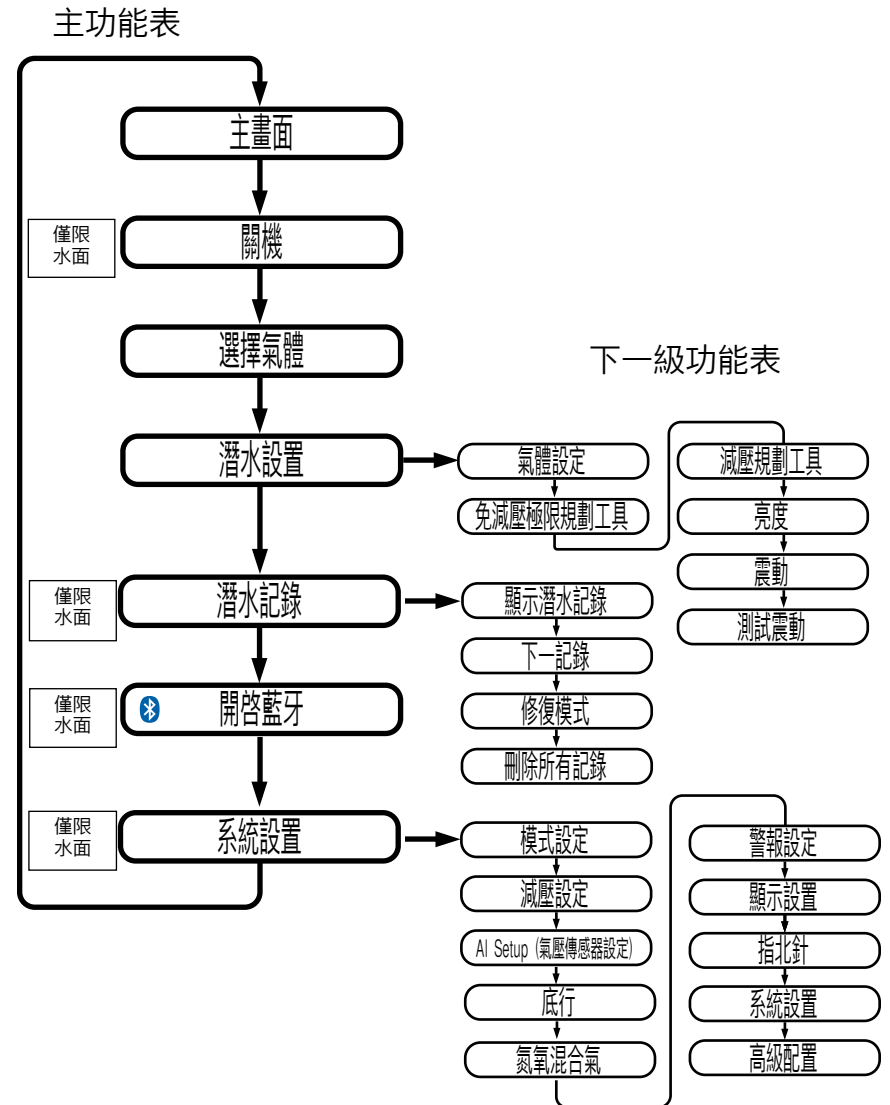 主功能表
主畫面
僅限
水面
關機
選擇氣體
下一級功能表
潛水設置
氣體設定
免減壓極限規劃工具
減壓規劃工具
亮度
震動
測試震動
僅限
水面
潛水記錄
顯示潛水記錄
下一記錄
修復模式
刪除所有記錄
僅限
水面
開啓藍牙
僅限
水面
系統設置
模式設定
減壓設定
AI Setup (氣壓傳感器設定)
底行
氮氧混合氣
警報設定
顯示設置
指北針
系統設置
高級配置